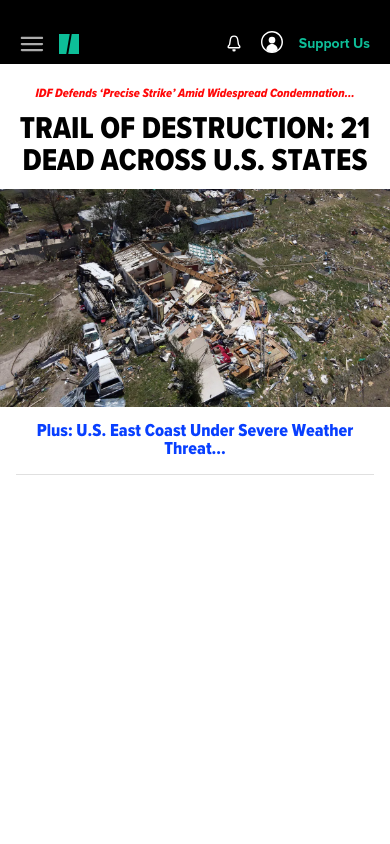 Support Us
IDF Defends ‘Precise Strike’ Amid Widespread Condemnation...
TRAIL OF DESTRUCTION: 21
DEAD ACROSS U.S. STATES
Plus: U.S. East Coast Under Severe Weather
Threat...